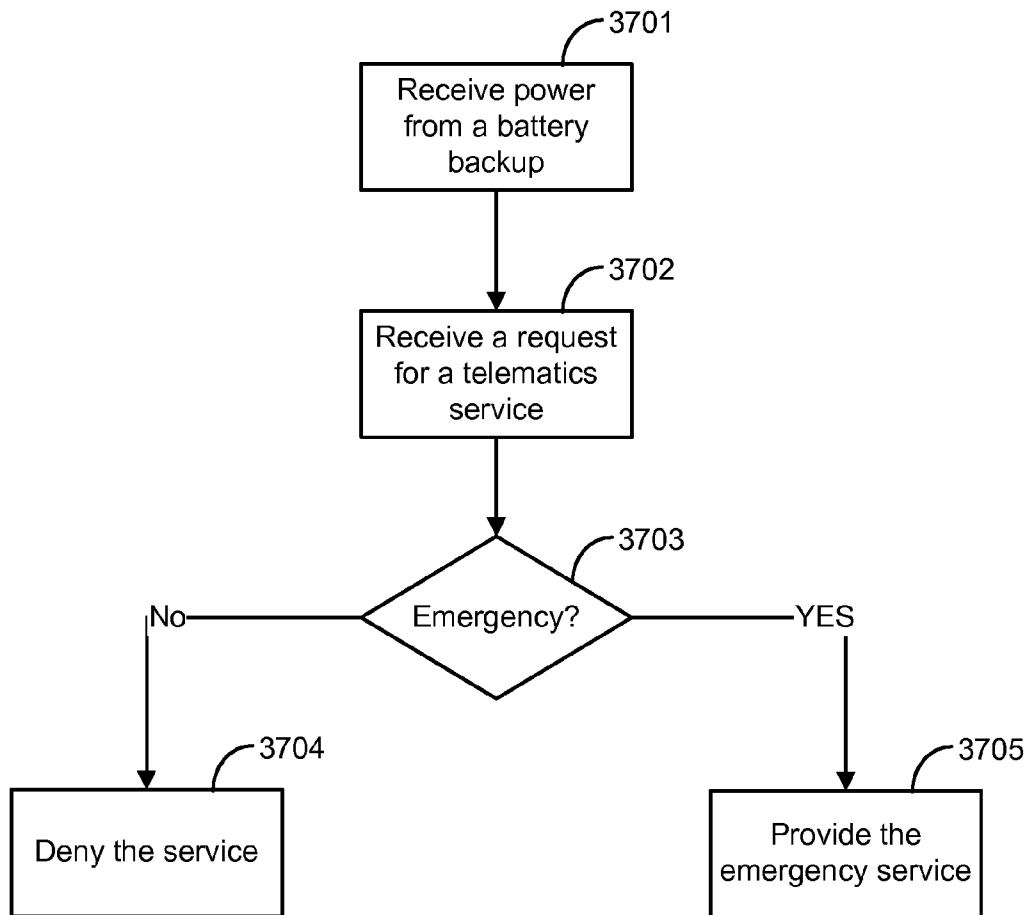 3701
Receive power
from a battery
backup
3702
Receive a request
for a telematics
service
3703
Emergency?
No
YES
3704
Deny the service
3705
Provide the
emergency service